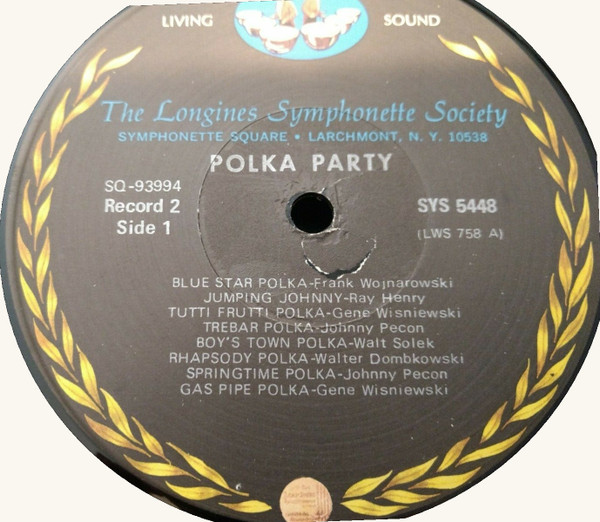 LIVING SOUND
The Longines Symphonette Society
SYMPHONETTE SQUARE • LARCHMONT, N. Y. 10538
POLKA PARTY
SQ-93994
Record 2
Side 1
SYS 5448
(LWS 758 A)
BLUE STAR POLKA-Frank Wojnarowski
JUMPING JOHNNY-Ray Henry
TUTTI FRUTTI POLKA-Gene Wisniewski
TREBAR POLKA-Johnny Pecon
BOY'S TOWN POLKA-Walt Solek
RHAPSODY POLKA-Walter Dombkowski
SPRINGTIME POLKA-Johnny Pecon
GAS PIPE POLKA-Gene Wisniewski